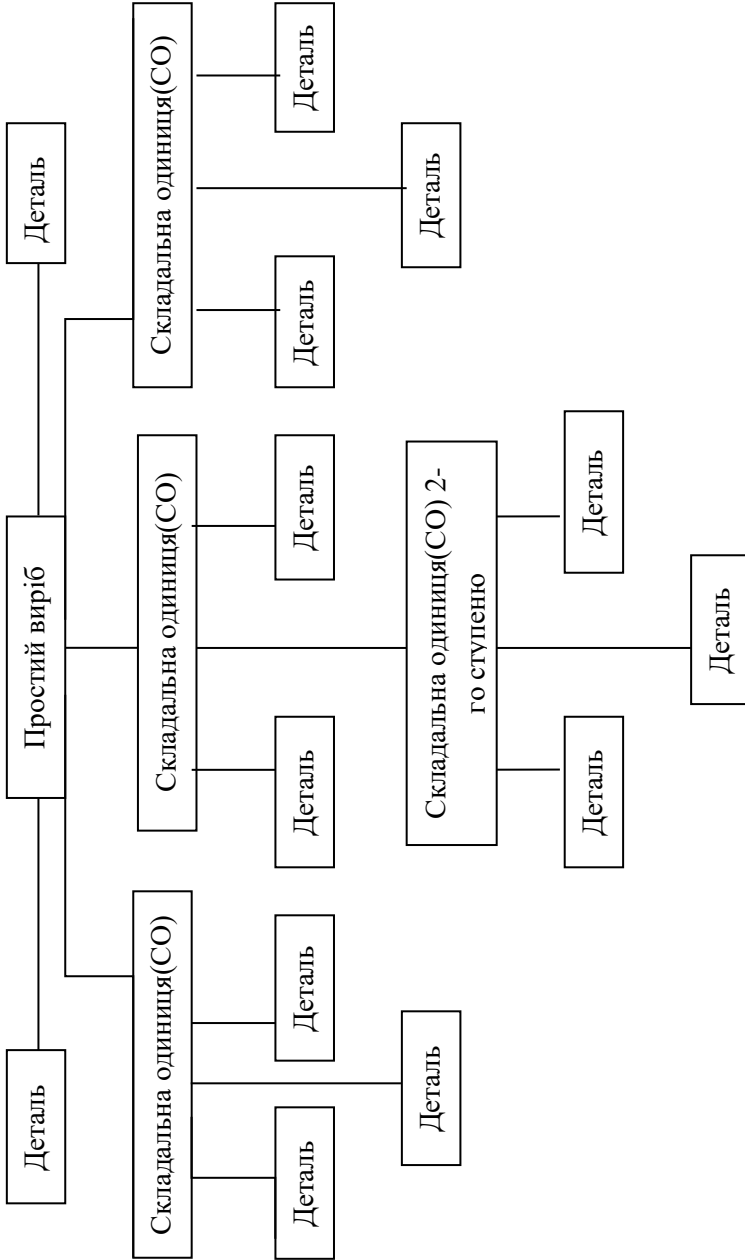 Деталь
Простий виріб
Деталь
Складальна одиниця(СО)
Складальна одиниця(СО)
Складальна одиниця(СО)
Деталь
Деталь
Деталь
Деталь
Деталь
Деталь
Деталь
Складальна одиниця(СО) 2-
го ступеню
Деталь
Деталь
Деталь
Деталь